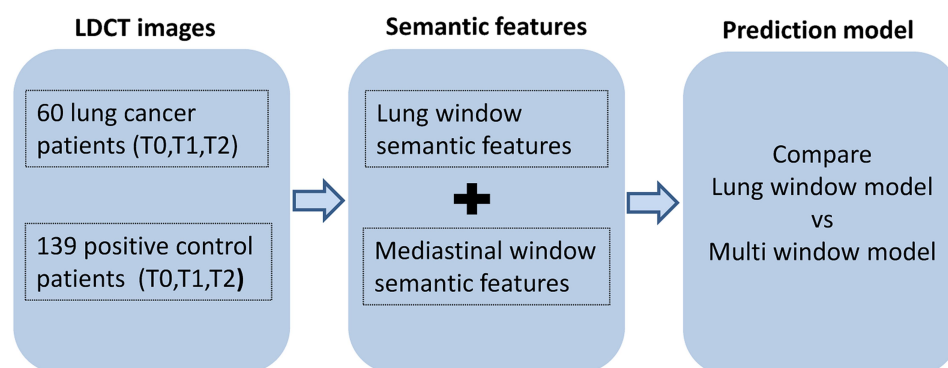 LDCT images
60 lung cancer
patients (T0,T1,T2)
139 positive control
patients (T0,T1,T2)
Semantic features
Lung window
semantic features
+
Mediastinal window
semantic features
Prediction model
Compare
Lung window model
vs
Multi window model